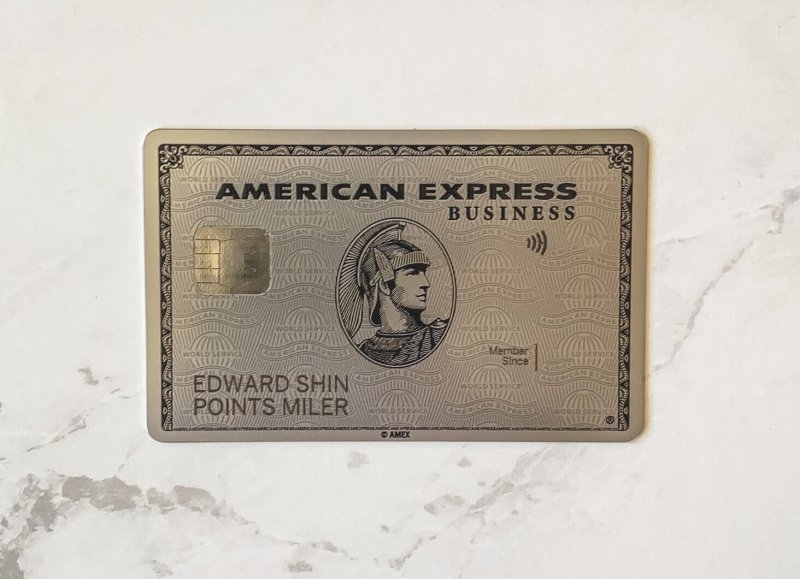 AMERICAN EXPRESS
BUSINESS
Member
Since
EDWARD SHIN
POINTS MILER
®
© AMEX